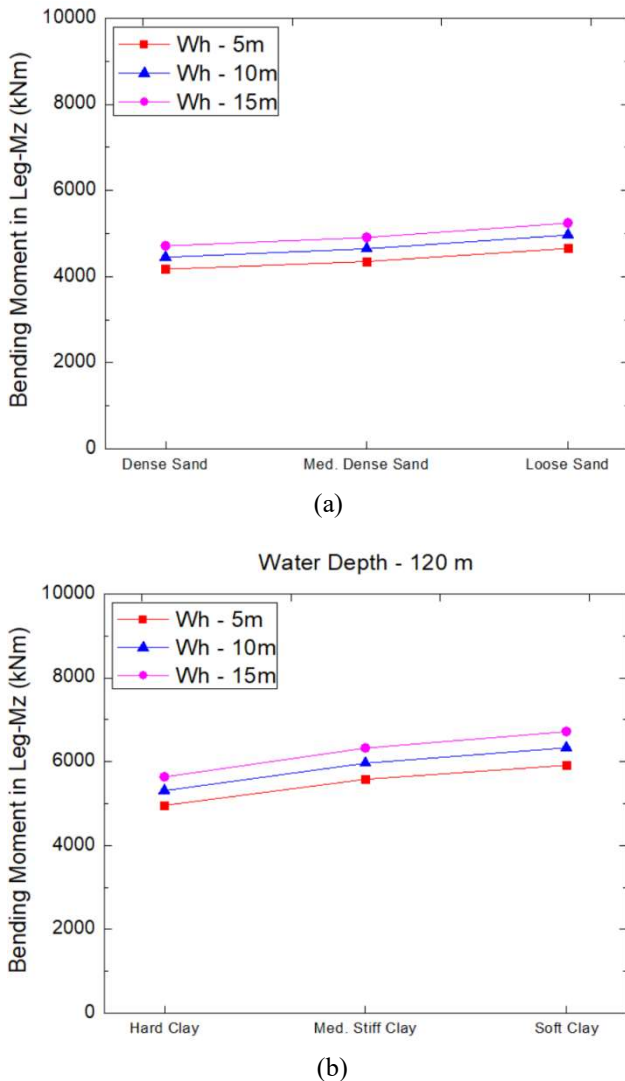 10000
8000
6000
4000
2000
0
Bending Moment in Leg-Mz (kNm)
Wh - 5m
Wh - 10m
Wh - 15m
Dense Sand Med. Dense Sand Loose Sand
(a)
Water Depth - 120 m
10000
8000
6000
4000
2000
0
Bending Moment in Leg-Mz (kNm)
Wh - 5m
Wh - 10m
Wh - 15m
Hard Clay Med. Stiff Clay Soft Clay
(b)